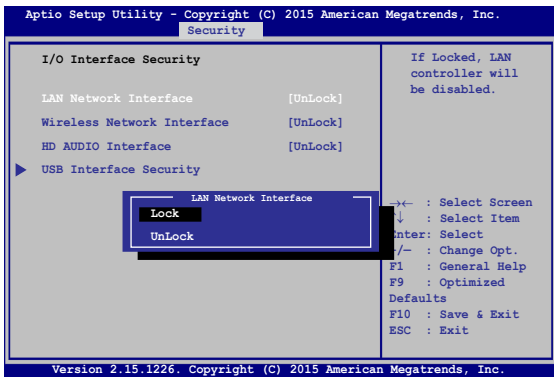 Aptio Setup Utility - Copyright (C) 2015 American Megatrends, Inc.
Security
I/O Interface Security
LAN Network Interface [UnLock]
Wireless Network Interface [UnLock]
HD AUDIO Interface [UnLock]
USB Interface Security
If Locked, LAN
controller will
be disabled.
LAN Network Interface
Lock
UnLock
→← : Select Screen
↑↓ : Select Item
Enter: Select
/— : Change Opt.
F1 : General Help
F9 : Optimized
Defaults
F10 : Save & Exit
ESC : Exit
Version 2.15.1226. Copyright (C) 2015 American Megatrends, Inc.